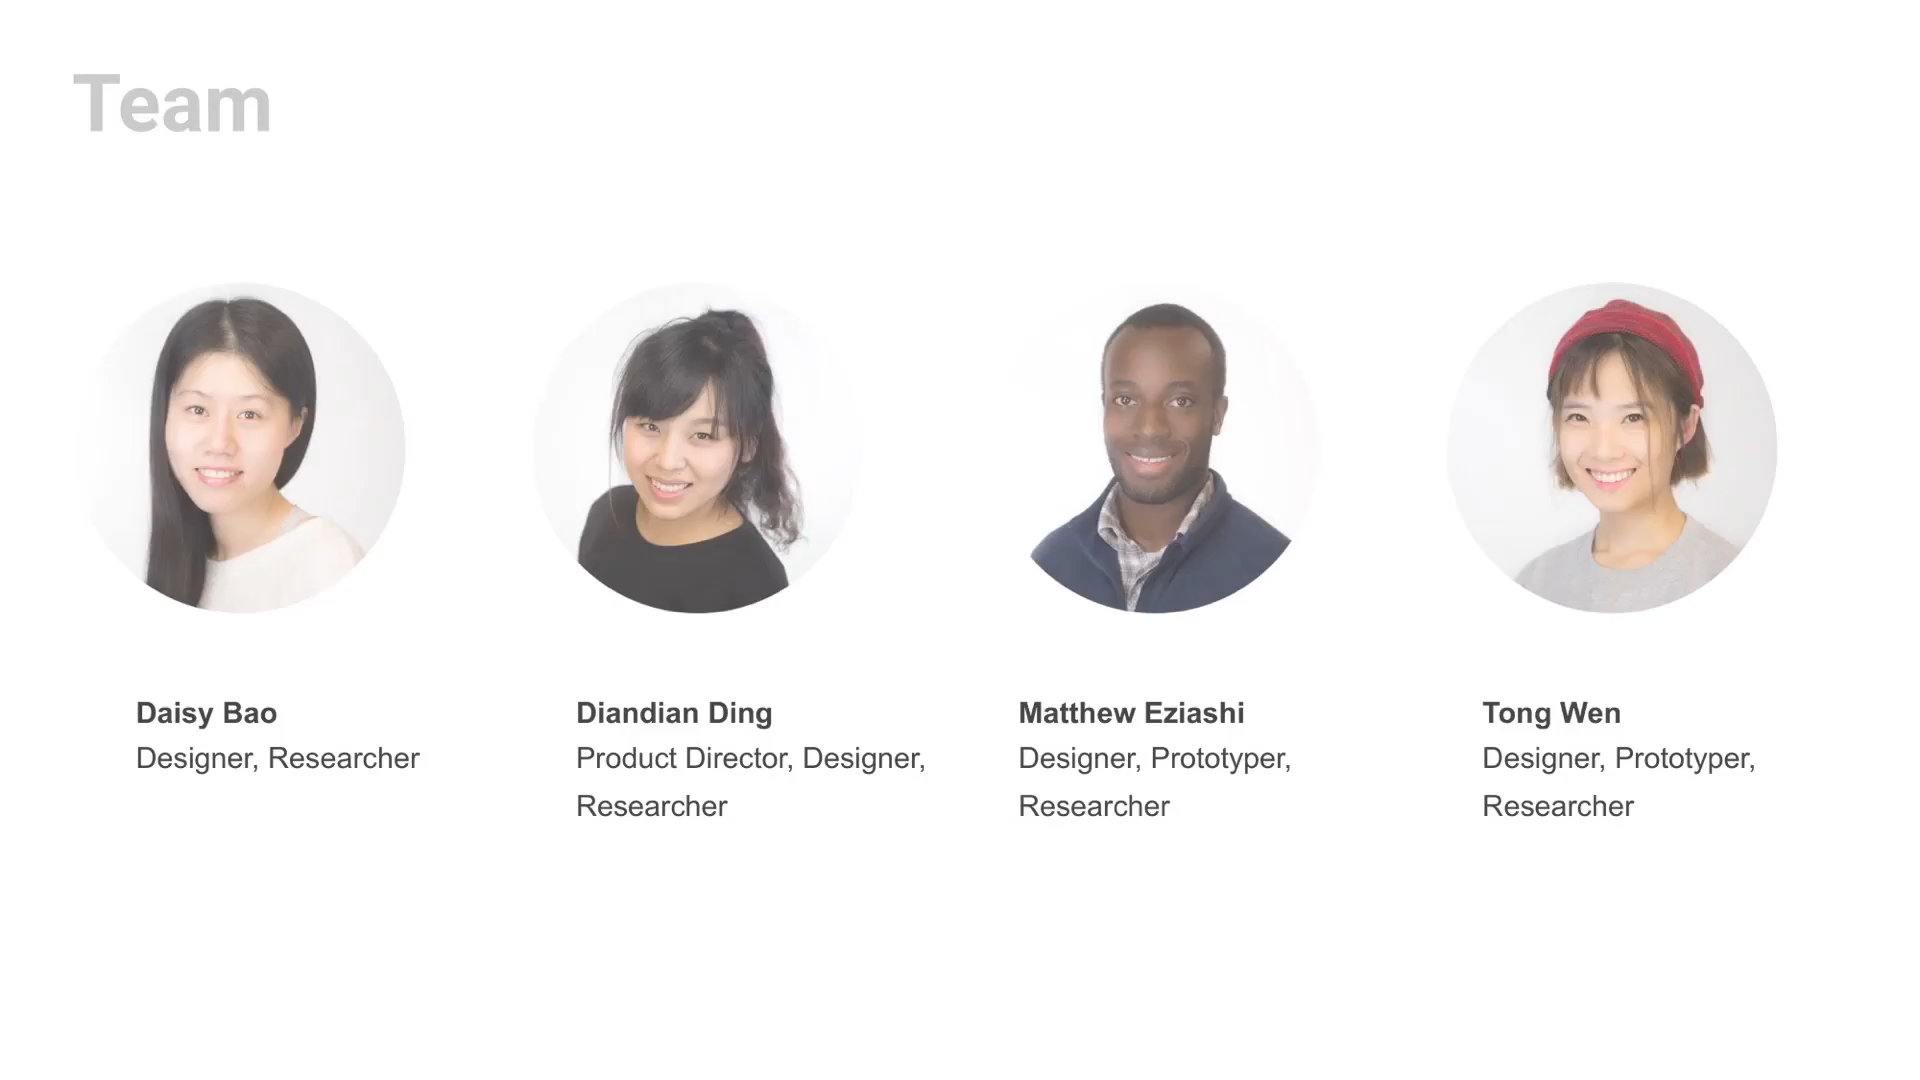 Team
Daisy Bao
Designer, Researcher
Diandian Ding
Product Director, Designer,
Researcher
Matthew Eziashi
Designer, Prototyper,
Researcher
Tong Wen
Designer, Prototyper,
Researcher